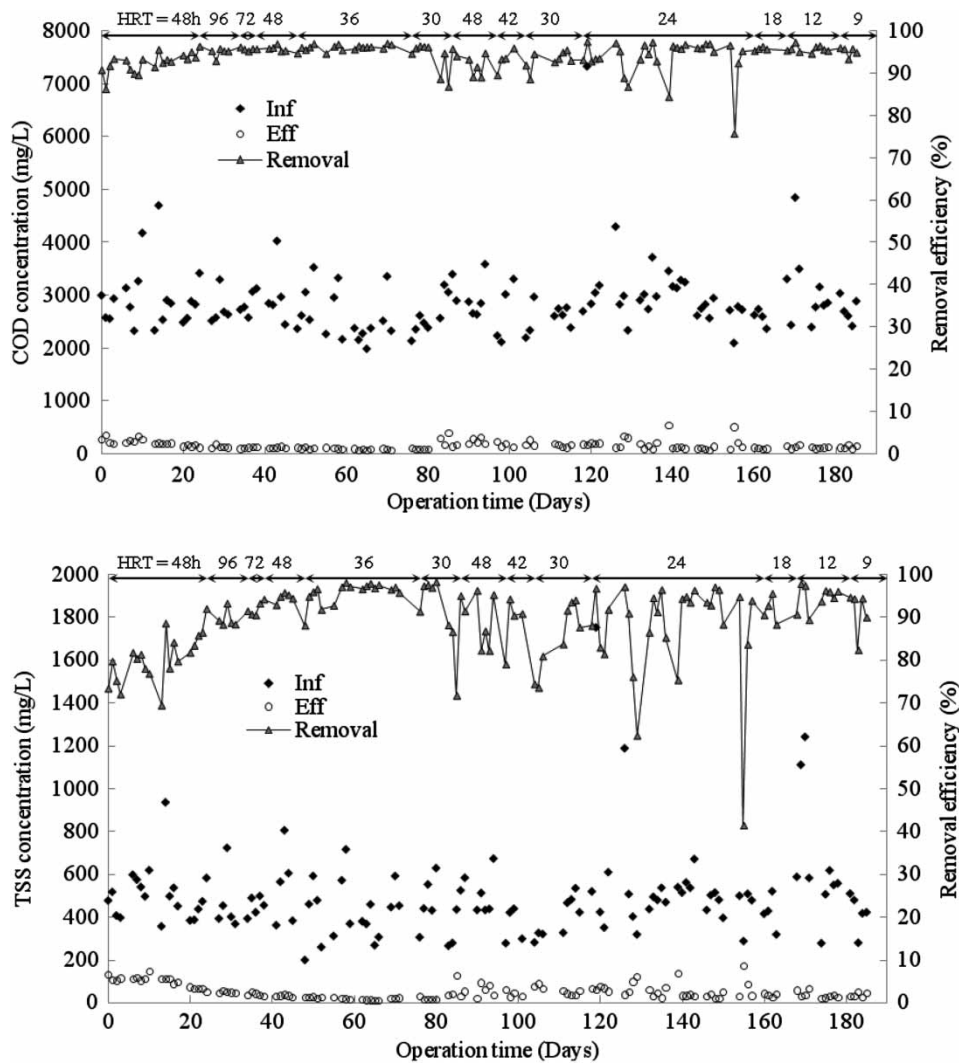 HRT = 48h 96 72 48 36 30 48 42 30 24 18 12 9
8000 100
7000 90
80
6000
70
5000 60
4000 50
40
3000
30
2000 20
1000 10
0 0
Inf
Eff
Removal
COD concentration (mg/L)
Removal efficiency (%)
0 20 40 60 80 100 120 140 160 180
Operation time (Days)
HRT = 48h 96 72 48 36 30 48 42 30 24 18 12 9
2000 100
1800 90
1600 80
1400 70
1200 60
1000 50
800 40
600 30
400 20
200 10
0 0
Inf
Eff
Removal
TSS concentration (mg/L)
Removal efficiency (%)
0 20 40 60 80 100 120 140 160 180
Operation time (Days)